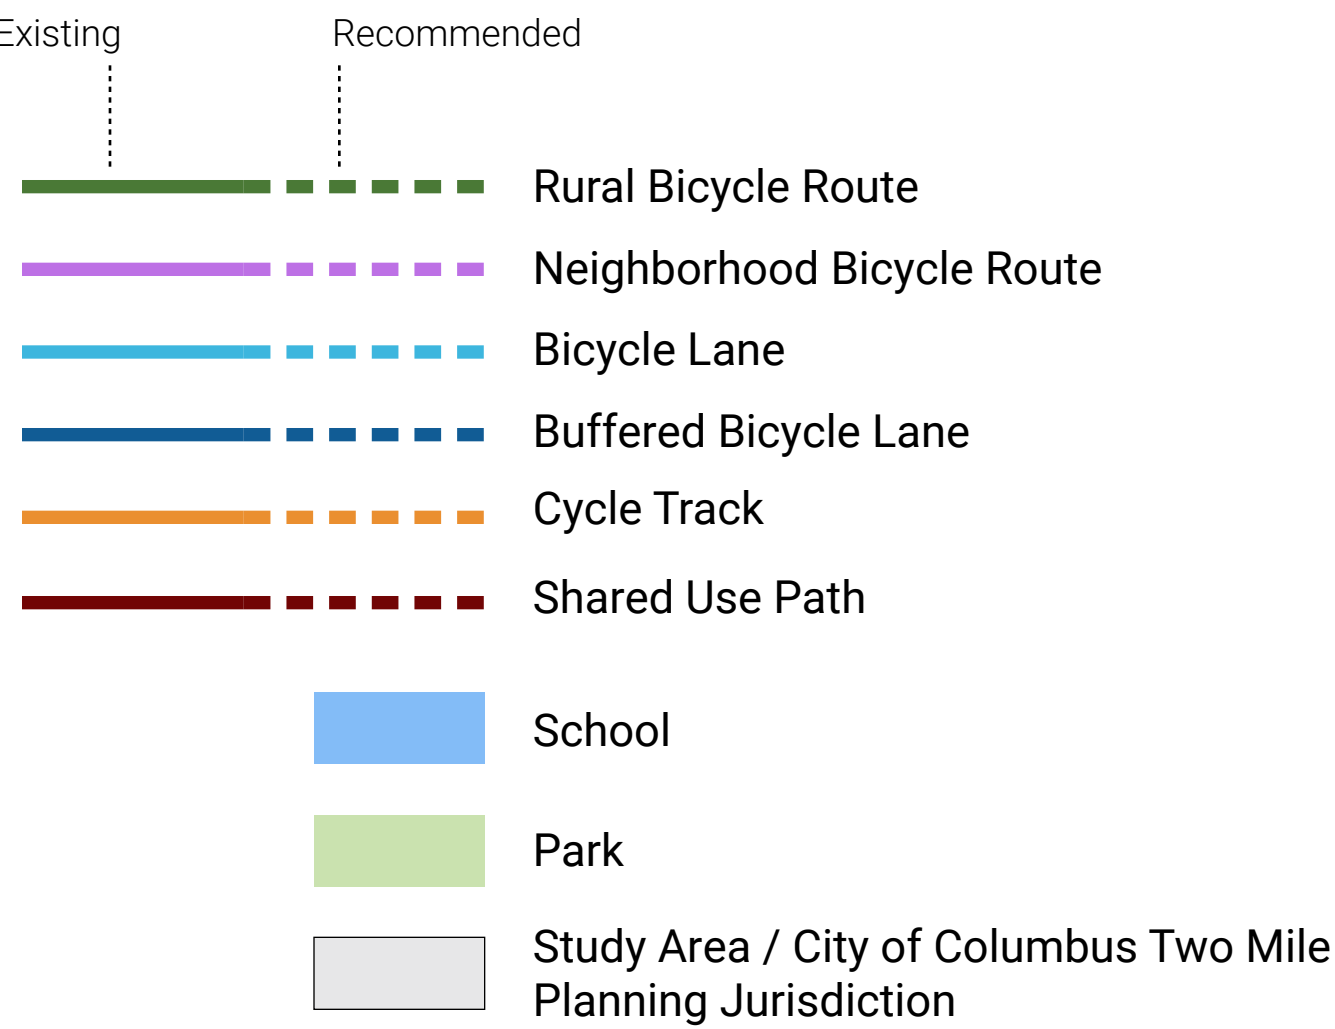 Existing Recommended
Rural Bicycle Route
Neighborhood Bicycle Route
Bicycle Lane
Buffered Bicycle Lane
Cycle Track
Shared Use Path
School
Park
Study Area / City of Columbus Two Mile
Planning Jurisdiction